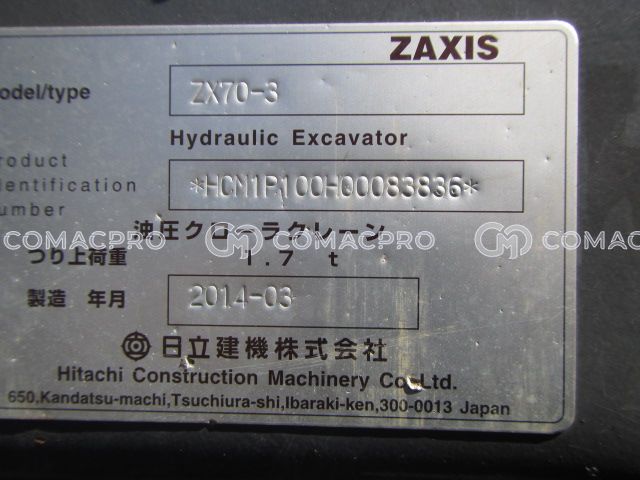 ZAXIS
odel/type ZX70-3
Hydraulic Excavator
roduct
dentification *HCM1P100H00083836*
umber
油圧クローラクレーン
COMACPRO. CM COMACPRO. CM COMACPRO.
つり上荷重 1.7 t
製造 年月 2014-03
日立建機株式会社
Hitachi Construction Machinery Co.,Ltd.
650,Kandatsu-machi,Tsuchiura-shi,Ibaraki-ken,300-0013 Japan